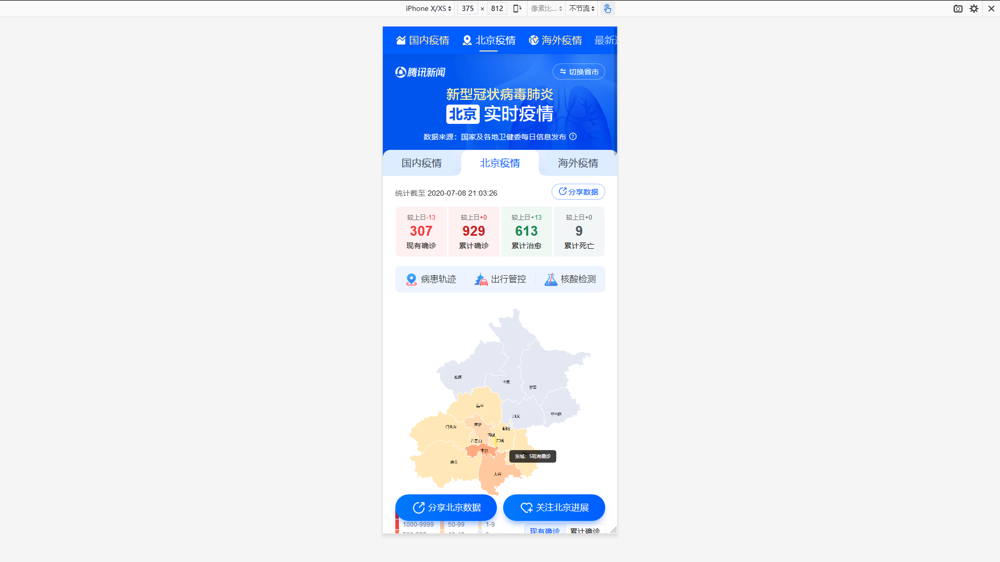 iPhone X/XS 375 × 812 像素比... 不节流
国内疫情 北京疫情 海外疫情 最新
腾讯新闻 切换省市
新型冠状病毒肺炎
北京 实时疫情
数据来源：国家及各地卫健委每日信息发布
国内疫情 北京疫情 海外疫情
统计截至 2020-07-08 21:03:26 分享数据
较上日-13 较上日+0 较上日+13 较上日+0
307 929 613 9
现有确诊 累计确诊 累计治愈 累计死亡
病患轨迹 出行管控 核酸检测
延庆
怀柔
密云
昌平
平谷区
顺义
海淀
门头沟
朝阳
西城
东城
石景山
丰台
东城：5现有确诊
房山
大兴
分享北京数据 关注北京进展
1000-9999 50-99 1-9
现有确诊 累计确诊